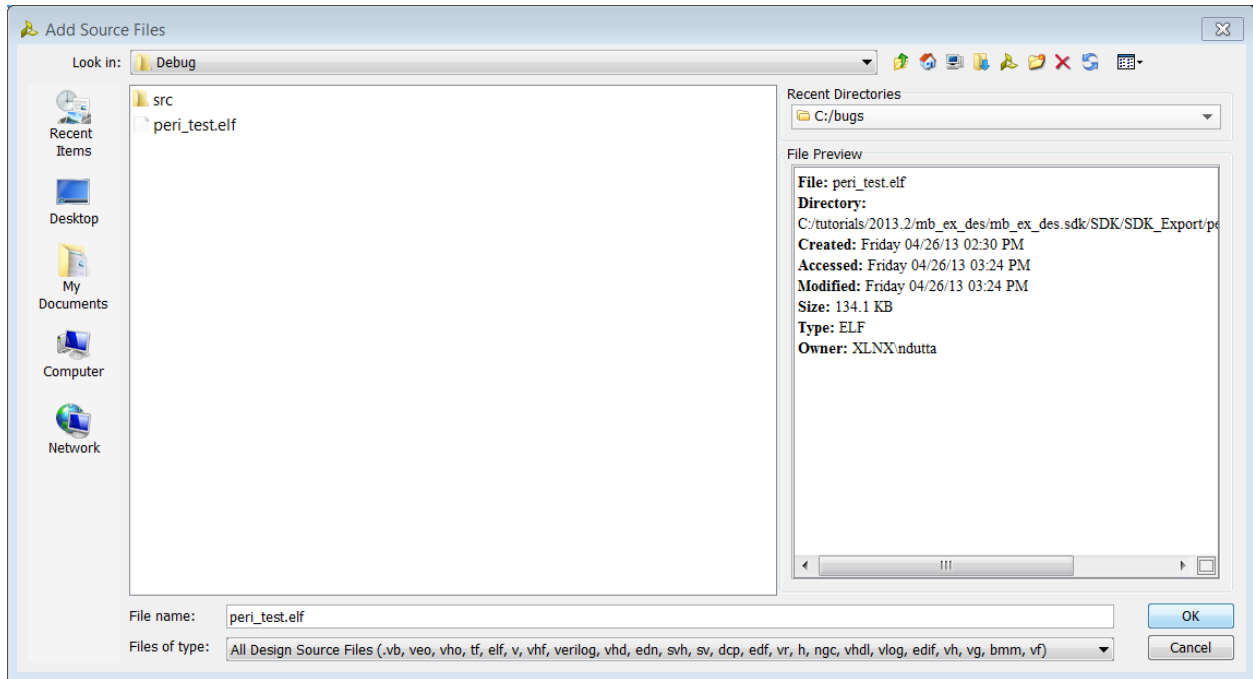 Add Source Files
Look in: Debug
src
peri_test.elf
Recent
Items
Desktop
My
Documents
Computer
Network
Recent Directories
C:/bugs
File Preview
File: peri_test.elf
Directory:
C:/tutorials/2013.2/mb_ex_des/mb_ex_des.sdk/SDK/SDK_Export/pe
Created: Friday 04/26/13 02:30 PM
Accessed: Friday 04/26/13 03:24 PM
Modified: Friday 04/26/13 03:24 PM
Size: 134.1 KB
Type: ELF
Owner: XLNX\ndutta
File name: peri_test.elf
OK
Files of type: All Design Source Files (.vb, veo, vho, tf, elf, v, vhf, verilog, vhd, edn, svh, sv, dcp, edf, vr, h, ngc, vhdl, vlog, edif, vh, vg, bmm, vf)
Cancel